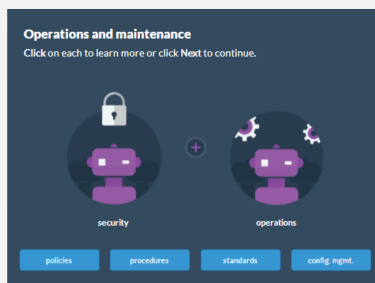 Operations and maintenance
Click on each to learn more or click Next to continue.
security
operations
policies
procedures
standards
config. mgmt.